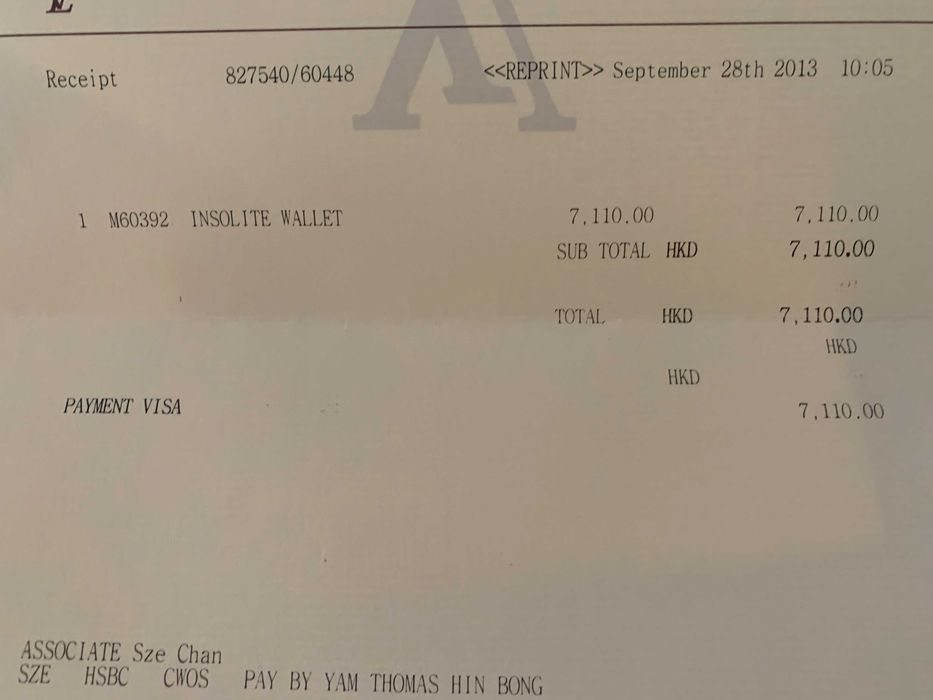 Receipt 827540/60448 <<REPRINT>> September 28th 2013 10:05
1 M60392 INSOLITE WALLET 7,110.00 7,110.00
SUB TOTAL HKD 7,110.00
TOTAL HKD 7,110.00
HKD
HKD
PAYMENT VISA 7,110.00
ASSOCIATE Sze Chan
SZE HSBC CWOS PAY BY YAM THOMAS HIN BONG